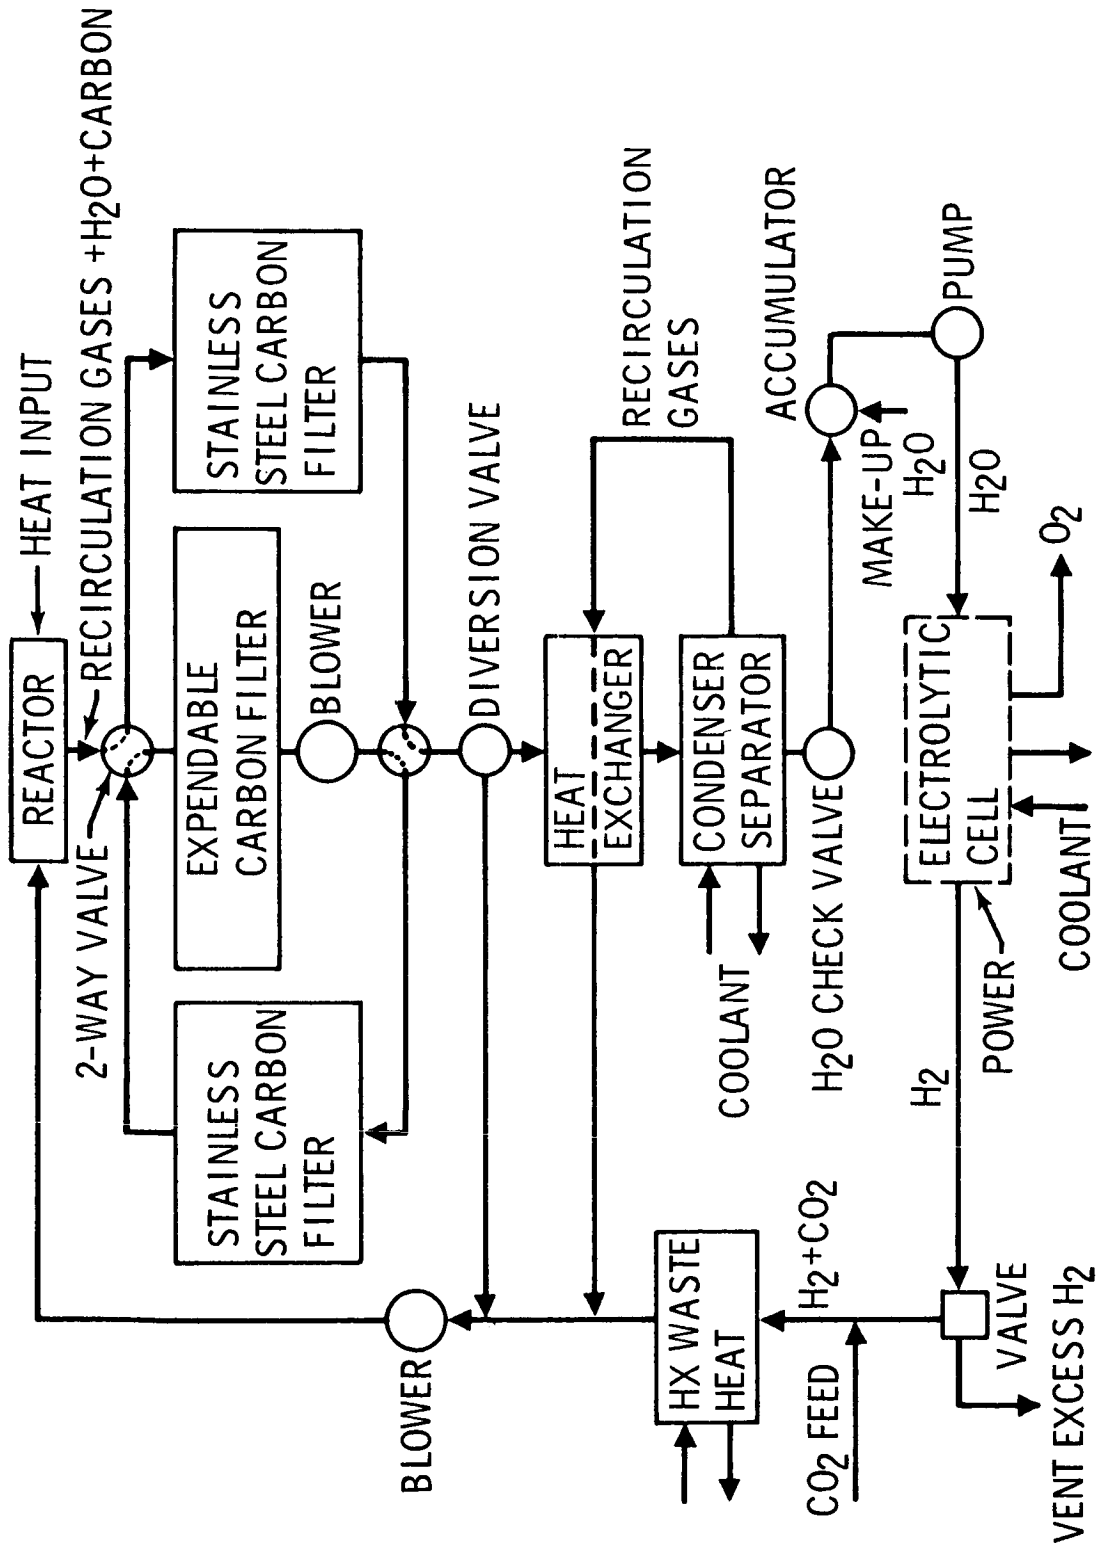 HEAT INPUT
REACTOR
RECIRCULATION GASES +H2O+CARBON
2-WAY VALVE
STAINLESS
STEEL CARBON
FILTER
EXPENDABLE
CARBON FILTER
STAINLESS
STEEL CARBON
FILTER
BLOWER
BLOWER
DIVERSION VALVE
HEAT
EXCHANGER
RECIRCULATION
GASES
HX WASTE
HEAT
COOLANT
CONDENSER
SEPARATOR
H2O CHECK VALVE
ACCUMULATOR
MAKE-UP
H2O
PUMP
CO2 FEED
H2+CO2
H2
ELECTROLYTIC
CELL
H2O
VALVE
POWER
VENT EXCESS H2
COOLANT
O2